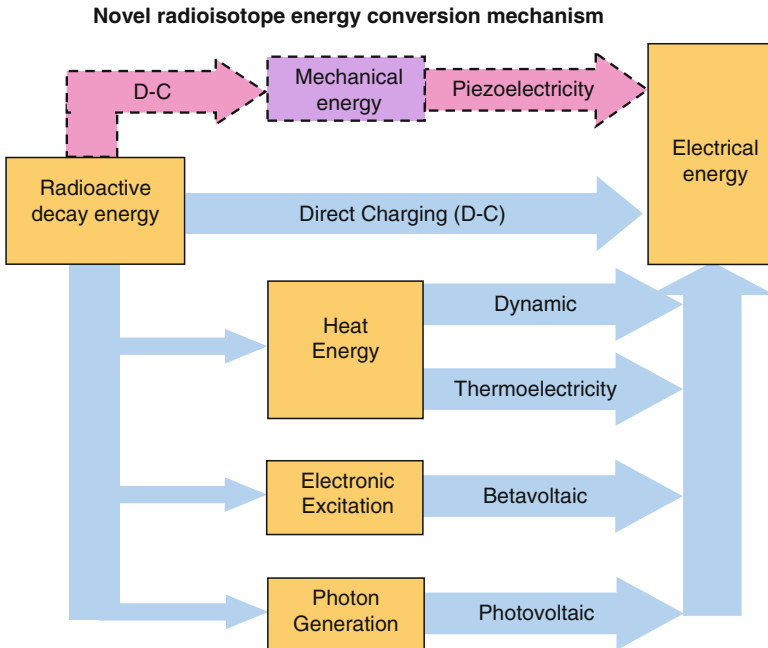 Novel radioisotope energy conversion mechanism
D-C
Mechanical
energy
Piezoelectricity
Electrical
energy
Radioactive
decay energy
Direct Charging (D-C)
Heat
Energy
Dynamic
Thermoelectricity
Electronic
Excitation
Betavoltaic
Photon
Generation
Photovoltaic